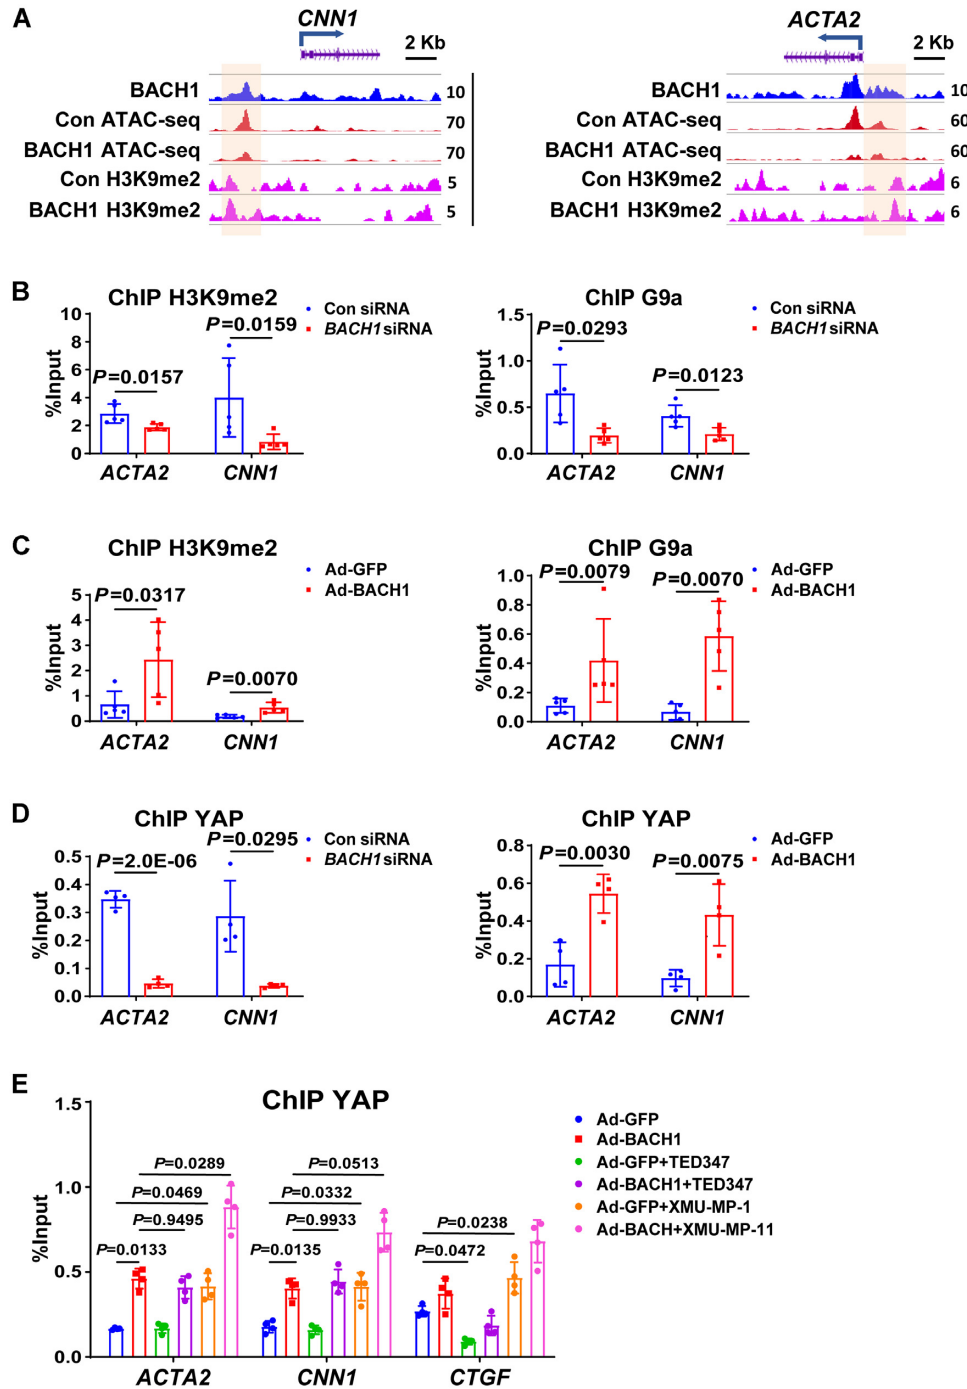 A
CNN1
2 Kb
ACTA2
2 Kb
BACH1
10
Con ATAC-seq
70
BACH1 ATAC-seq
70
Con H3K9me2
5
BACH1 H3K9me2
5
BACH1
10
Con ATAC-seq
60
BACH1 ATAC-seq
60
Con H3K9me2
6
BACH1 H3K9me2
6
B
ChIP H3K9me2
Con siRNA
BACH1 siRNA
%Input
10
8
6
4
2
0
P=0.0157
P=0.0159
ACTA2
CNN1
ChIP G9a
Con siRNA
BACH1 siRNA
%Input
1.5
1.0
0.5
0.0
P=0.0293
P=0.0123
ACTA2
CNN1
C
ChIP H3K9me2
Ad-GFP
Ad-BACH1
%Input
5
4
3
2
1
0
P=0.0317
P=0.0070
ACTA2
CNN1
ChIP G9a
Ad-GFP
Ad-BACH1
%Input
1.0
0.8
0.6
0.4
0.2
0.0
P=0.0079
P=0.0070
ACTA2
CNN1
D
ChIP YAP
Con siRNA
BACH1 siRNA
%Input
0.5
0.4
0.3
0.2
0.1
0.0
P=2.0E-06
P=0.0295
ACTA2
CNN1
ChIP YAP
Ad-GFP
Ad-BACH1
%Input
0.8
0.6
0.4
0.2
0.0
P=0.0030
P=0.0075
ACTA2
CNN1
E
ChIP YAP
%Input
1.5
1.0
0.5
0.0
P=0.0289
P=0.0469
P=0.9495
P=0.0133
P=0.0513
P=0.0332
P=0.9933
P=0.0135
P=0.0238
P=0.0472
ACTA2
CNN1
CTGF
Ad-GFP
Ad-BACH1
Ad-GFP+TED347
Ad-BACH1+TED347
Ad-GFP+XMU-MP-1
Ad-BACH+XMU-MP-11